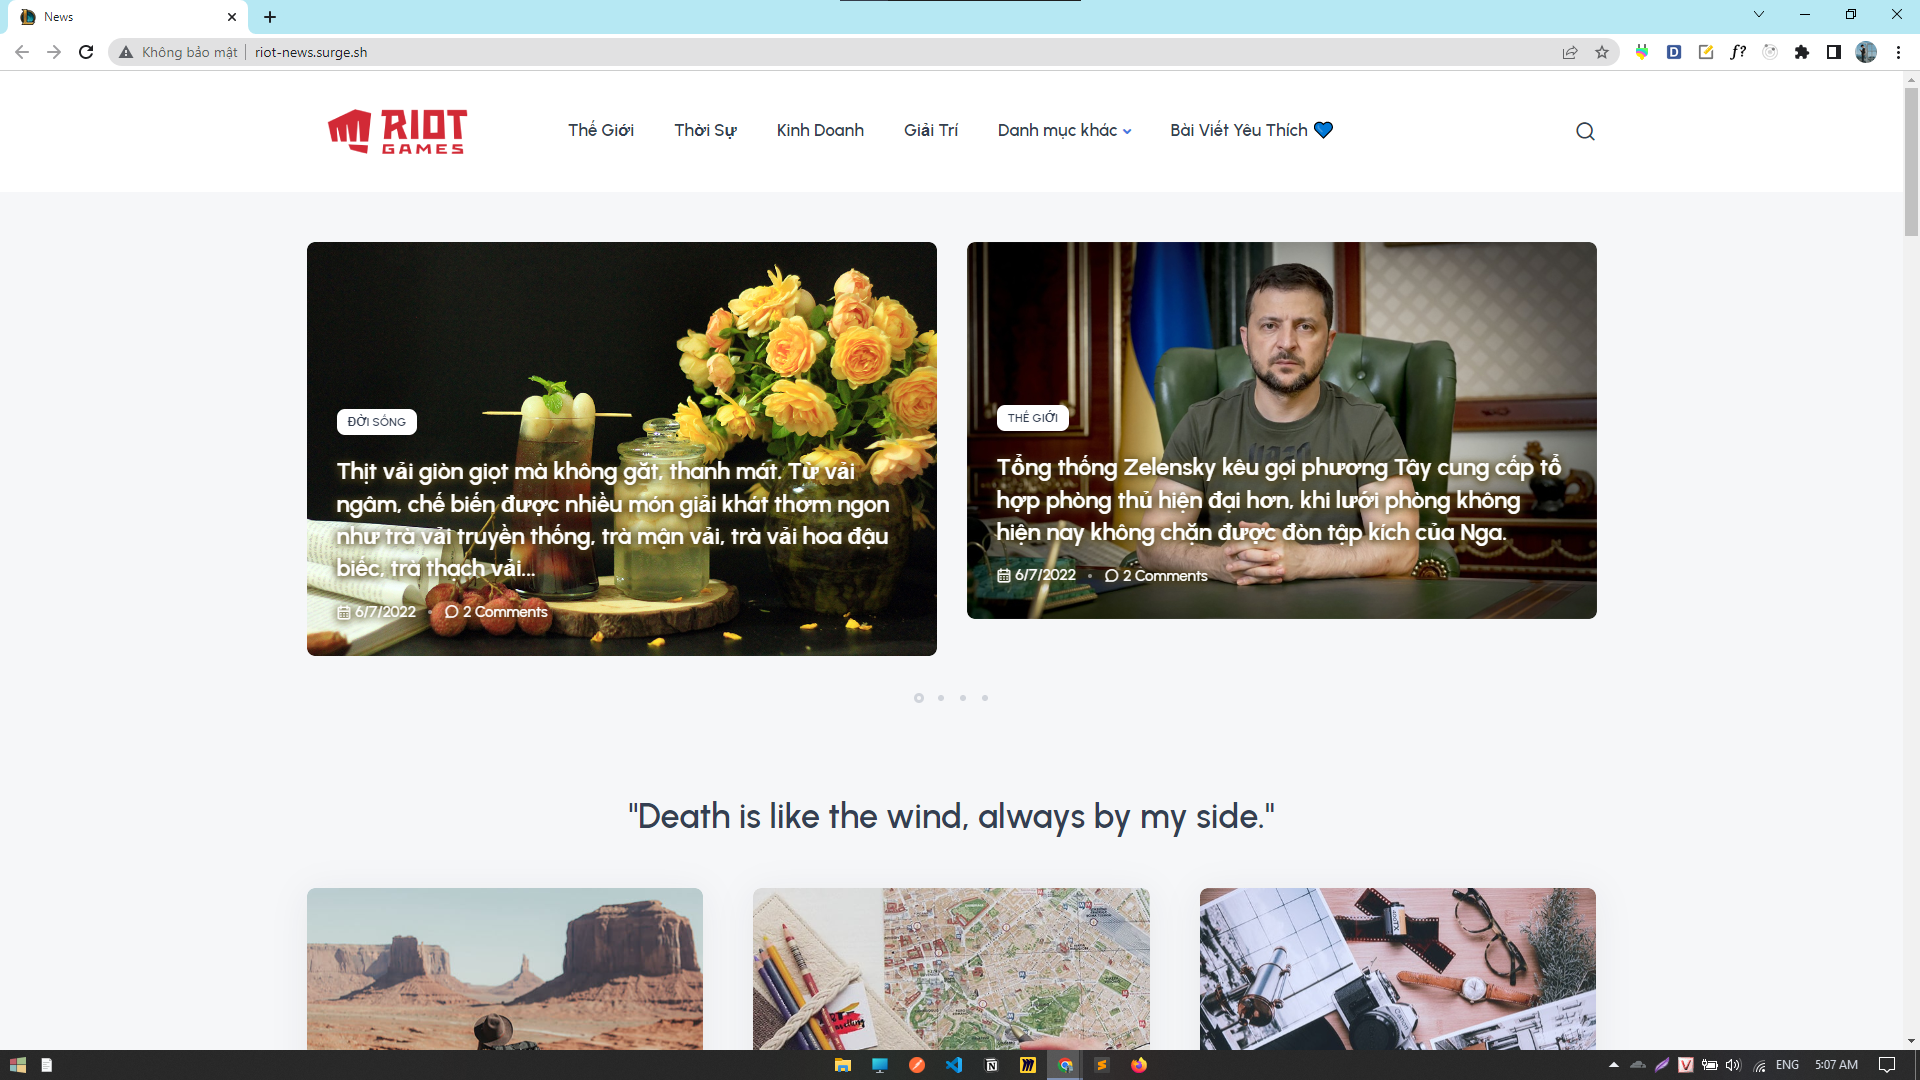 News
Không bảo mật
riot-news.surge.sh
RIOT
GAMES
Thế Giới
Thời Sự
Kinh Doanh
Giải Trí
Danh mục khác
Bài Viết Yêu Thích
ĐỜI SỐNG
Thịt vải giòn giọt mà không gắt, thanh mát. Từ vải
ngâm, chế biến được nhiều món giải khát thơm ngon
như trà vải truyền thống, trà mận vải, trà vải hoa đậu
biếc, trà thạch vải...
6/7/2022
2 Comments
THẾ GIỚI
Tổng thống Zelensky kêu gọi phương Tây cung cấp tổ
hợp phòng thủ hiện đại hơn, khi lưới phòng không
hiện nay không chặn được đòn tập kích của Nga.
6/7/2022
2 Comments
"Death is like the wind, always by my side."
ENG
5:07 AM